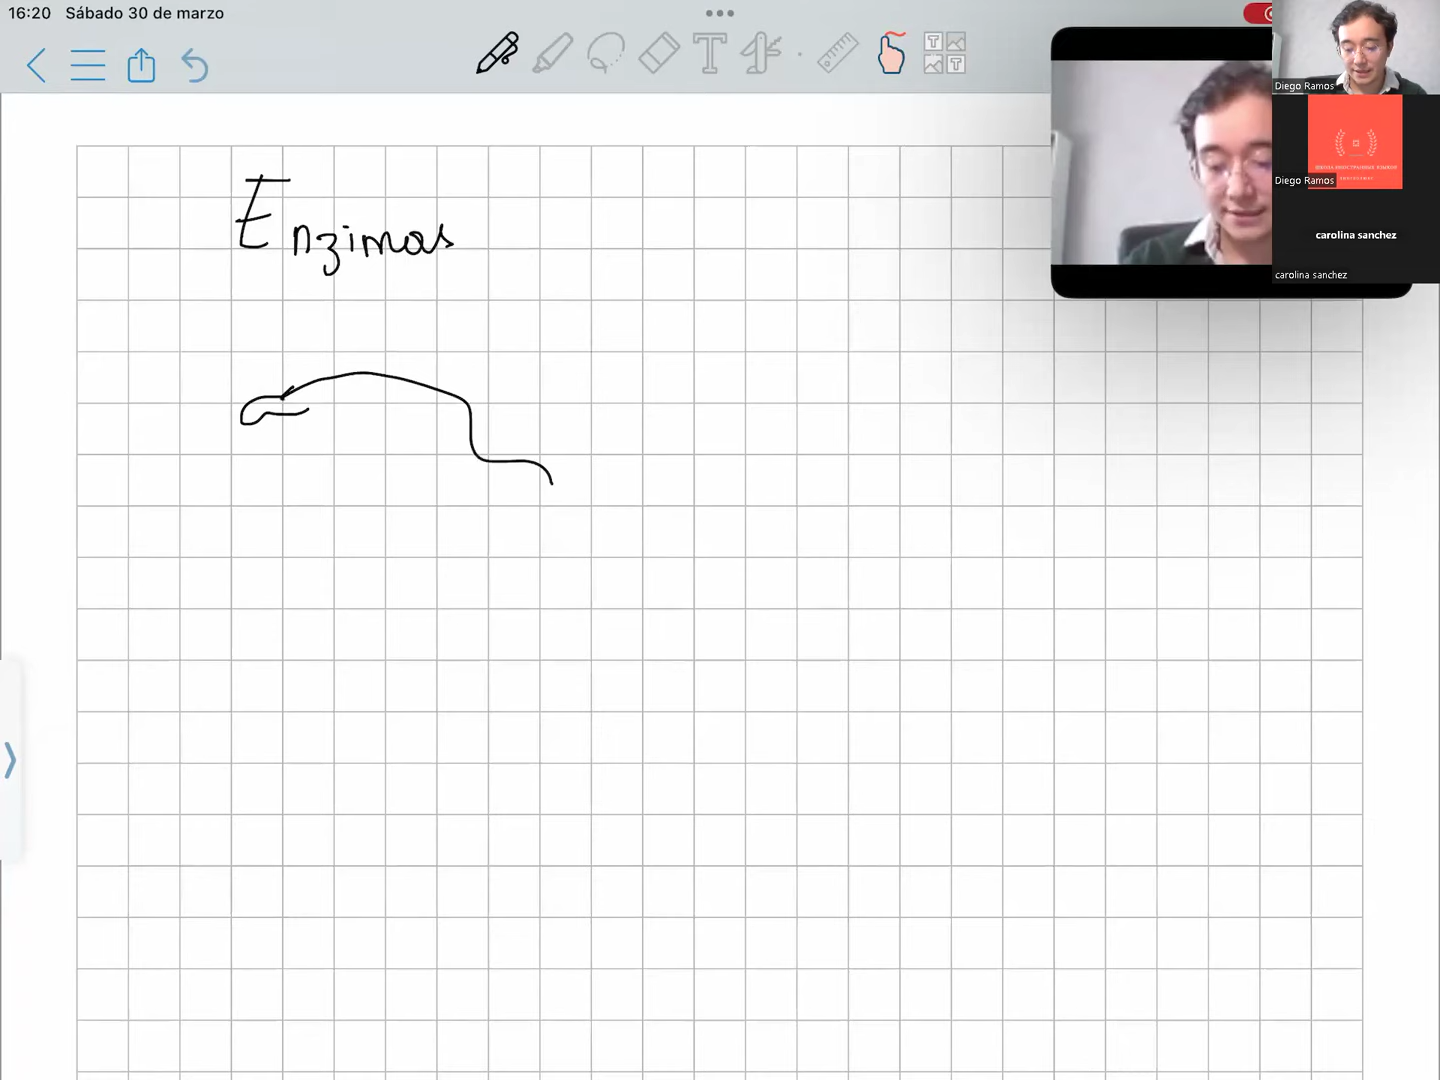 16:20 Sábado 30 de marzo
Diego Ramos
Diego Ramos
carolina sanchez
carolina sanchez
Enzimas